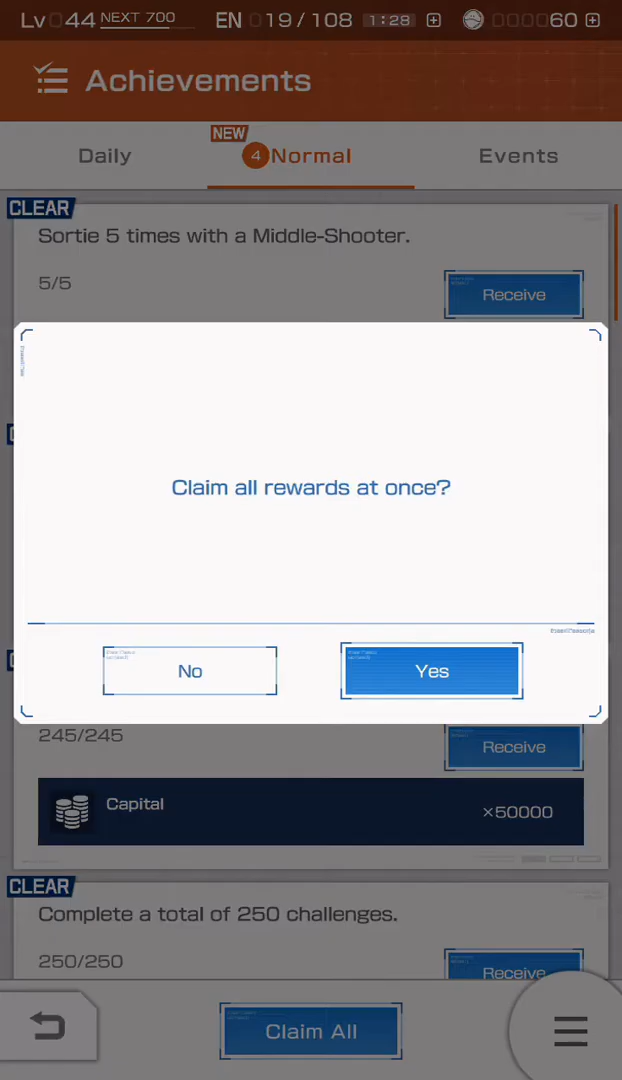 Lv 044 NEXT 700 EN 019/108 1:28 000060
Achievements
Daily
NEW
4 Normal
Events
CLEAR
Sortie 5 times with a Middle-Shooter.
5/5
Receive
Claim all rewards at once?
No
Yes
245/245
Receive
Capital
×50000
CLEAR
Complete a total of 250 challenges.
250/250
Receive
Claim All